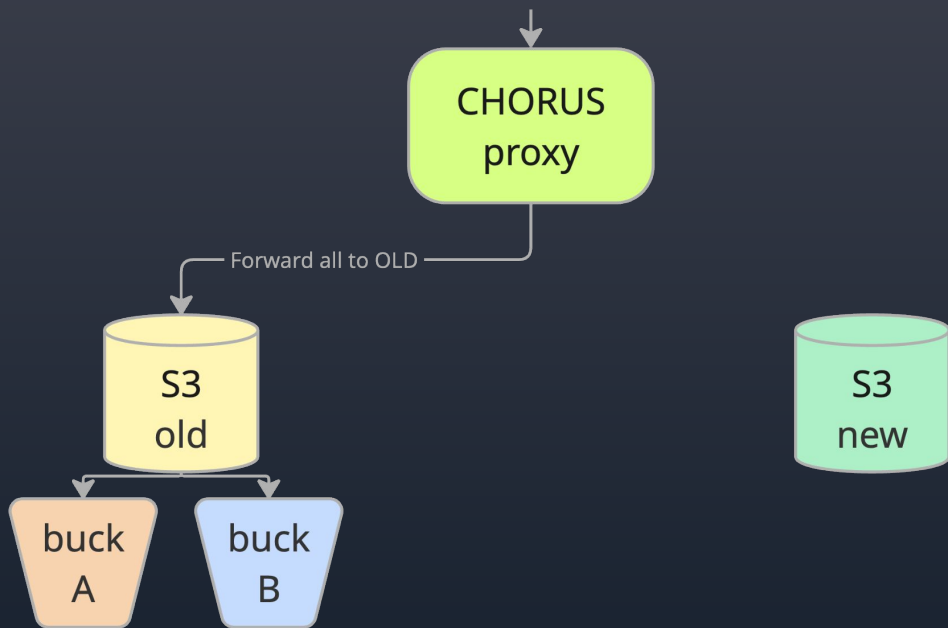 CHORUS
proxy
Forward all to OLD
S3
old
S3
new
buck
A
buck
B